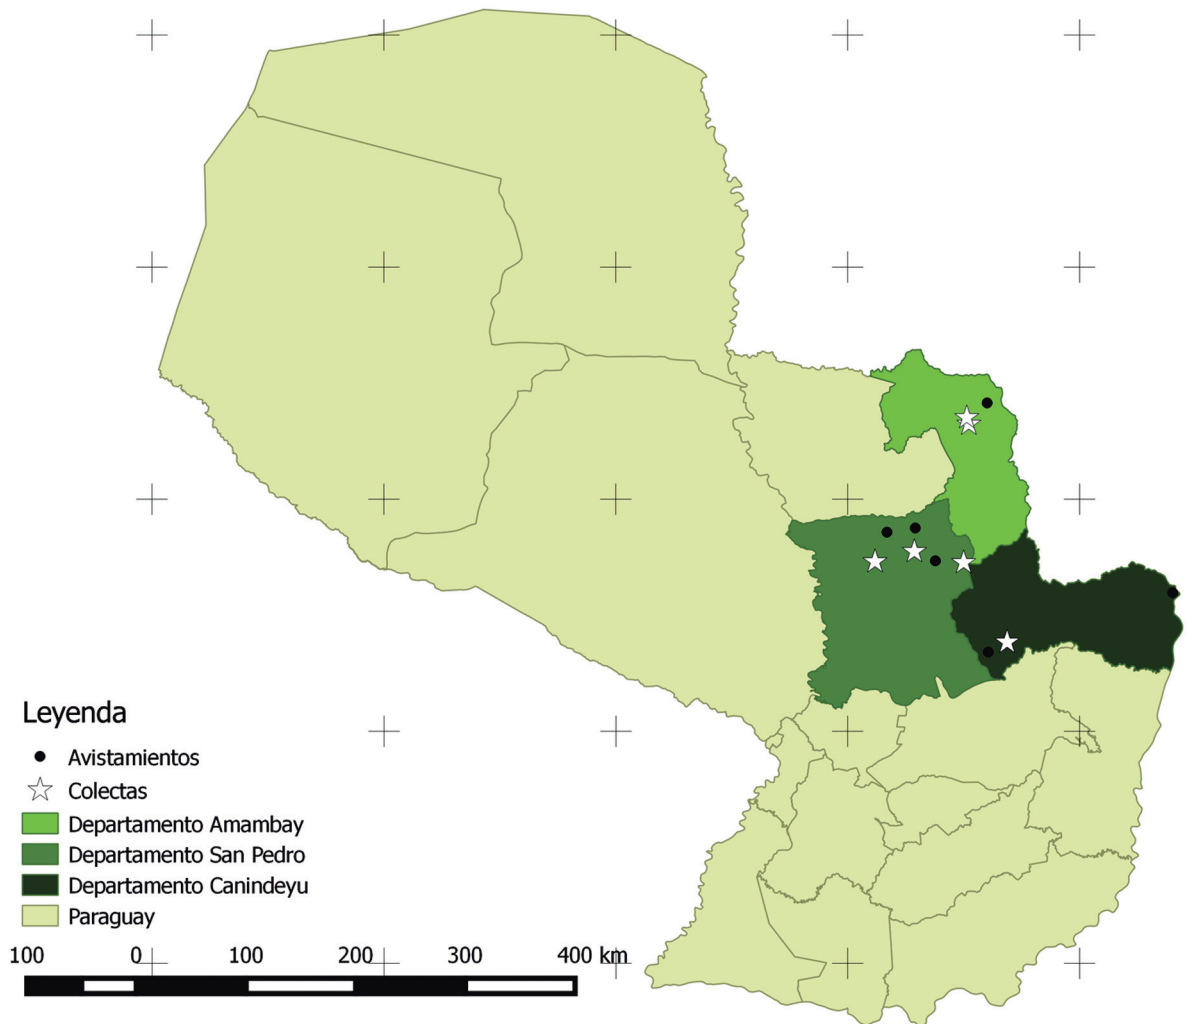 Leyenda
Avistamientos
Colectas
Departamento Amambay
Departamento San Pedro
Departamento Canindeyu
Paraguay
100 0 100 200 300 400 km